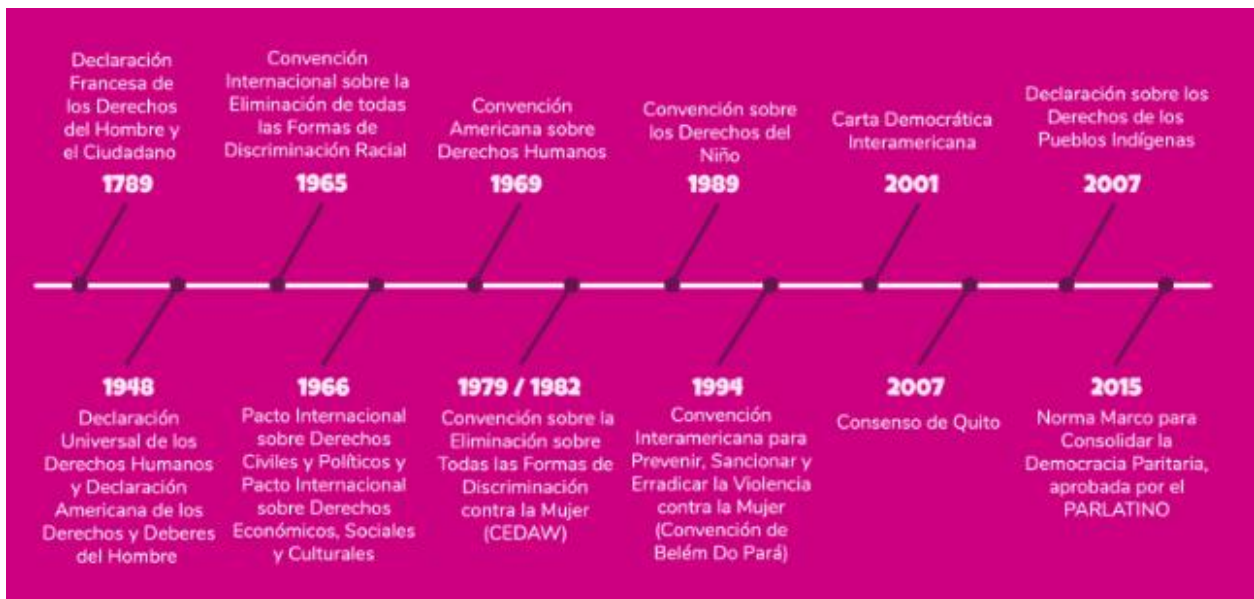 Declaración
Francesa de
los Derechos
del Hombre y
el Ciudadano
1789
Convención
Internacional sobre la
Eliminación de todas
las Formas de
Discriminación Racial
1965
Convención
Americana sobre
Derechos Humanos
1969
Convención sobre
los Derechos del
Niño
1989
Carta Democrática
Interamericana
2001
Declaración sobre los
Derechos de los
Pueblos Indígenas
2007
1948
Declaración
Universal de los
Derechos Humanos
y Declaración
Americana de los
Derechos y Deberes
del Hombre
1966
Pacto Internacional
sobre Derechos
Civiles y Políticos y
Pacto Internacional
sobre Derechos
Económicos, Sociales
y Culturales
1979 / 1982
Convención sobre la
Eliminación sobre
Todas las Formas de
Discriminación
contra la Mujer
(CEDAW)
1994
Convención
Interamericana para
Prevenir, Sancionar y
Erradicar la Violencia
contra la Mujer
(Convención de
Belém Do Pará)
2007
Consenso de Quito
2015
Norma Marco para
Consolidar la
Democracia Paritaria,
aprobada por el
PARLATINO